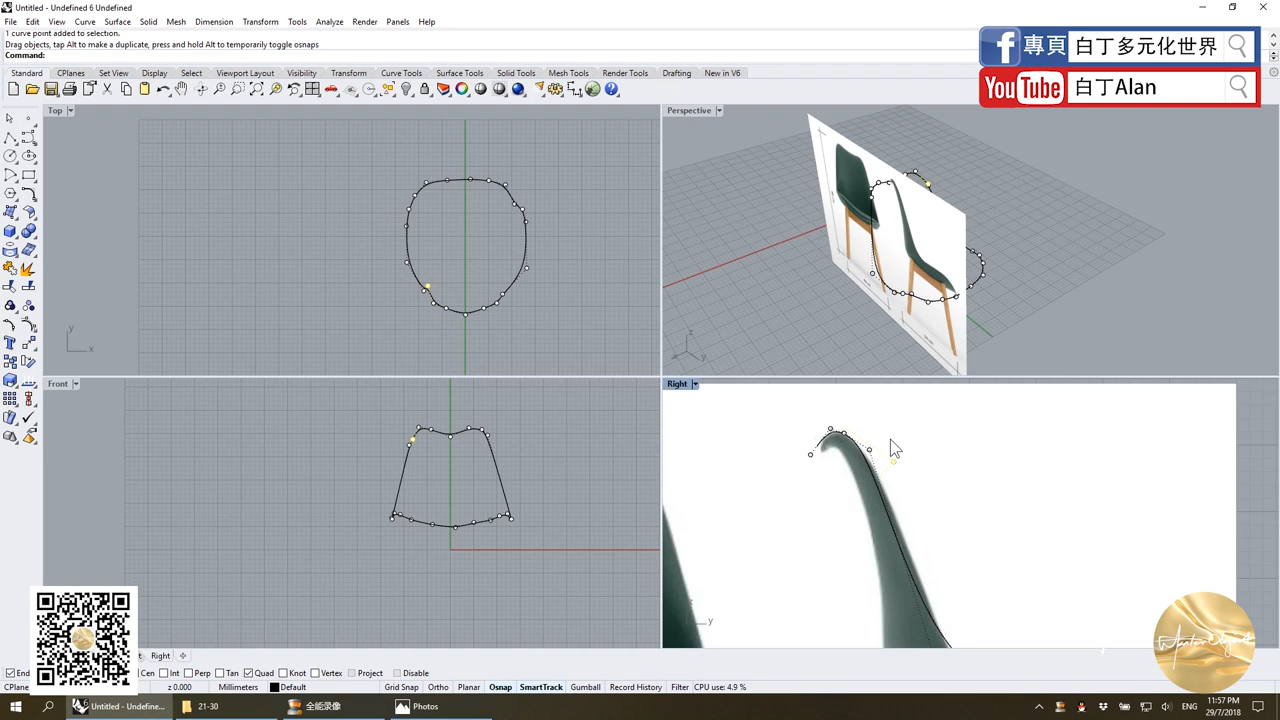 Untitled - Undefined 6 Undefined
File Edit View Curve Surface Solid Mesh Dimension Transform Tools Analyze Render Panels Help
1 curve point added to selection.
Drag objects, tap Alt to make a duplicate, press and hold Alt to temporarily toggle osnaps
Command:
f 專頁 白丁多元化世界
YouTube 白丁Alan
Standard CPlanes Set View Display Select Viewport Layout Visibility Transform Curve Tools Surface Tools Solid Tools Mesh Tools Render Tools Drafting New in V6
Top
Perspective
y
x
z
x
y
Front
Right
y
Right
End Cen Int Perp Tan Quad Knot Vertex Project Disable
CPlane z 0.000 Millimeters Default Grid Snap Ortho Planar Osnap SmartTrack Gumball Record History Filter CPU use: 4.9 %
Untitled - Undefine... 21-30 全能录像 Photos
ENG 11:57 PM
29/7/2018